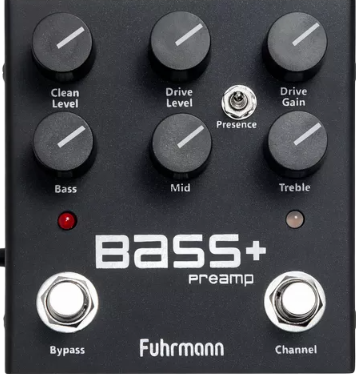 Clean
Level
Drive
Level
Drive
Gain
Presence
Bass
Mid
Treble
Bass+
Preamp
Bypass
Fuhrmann
Channel